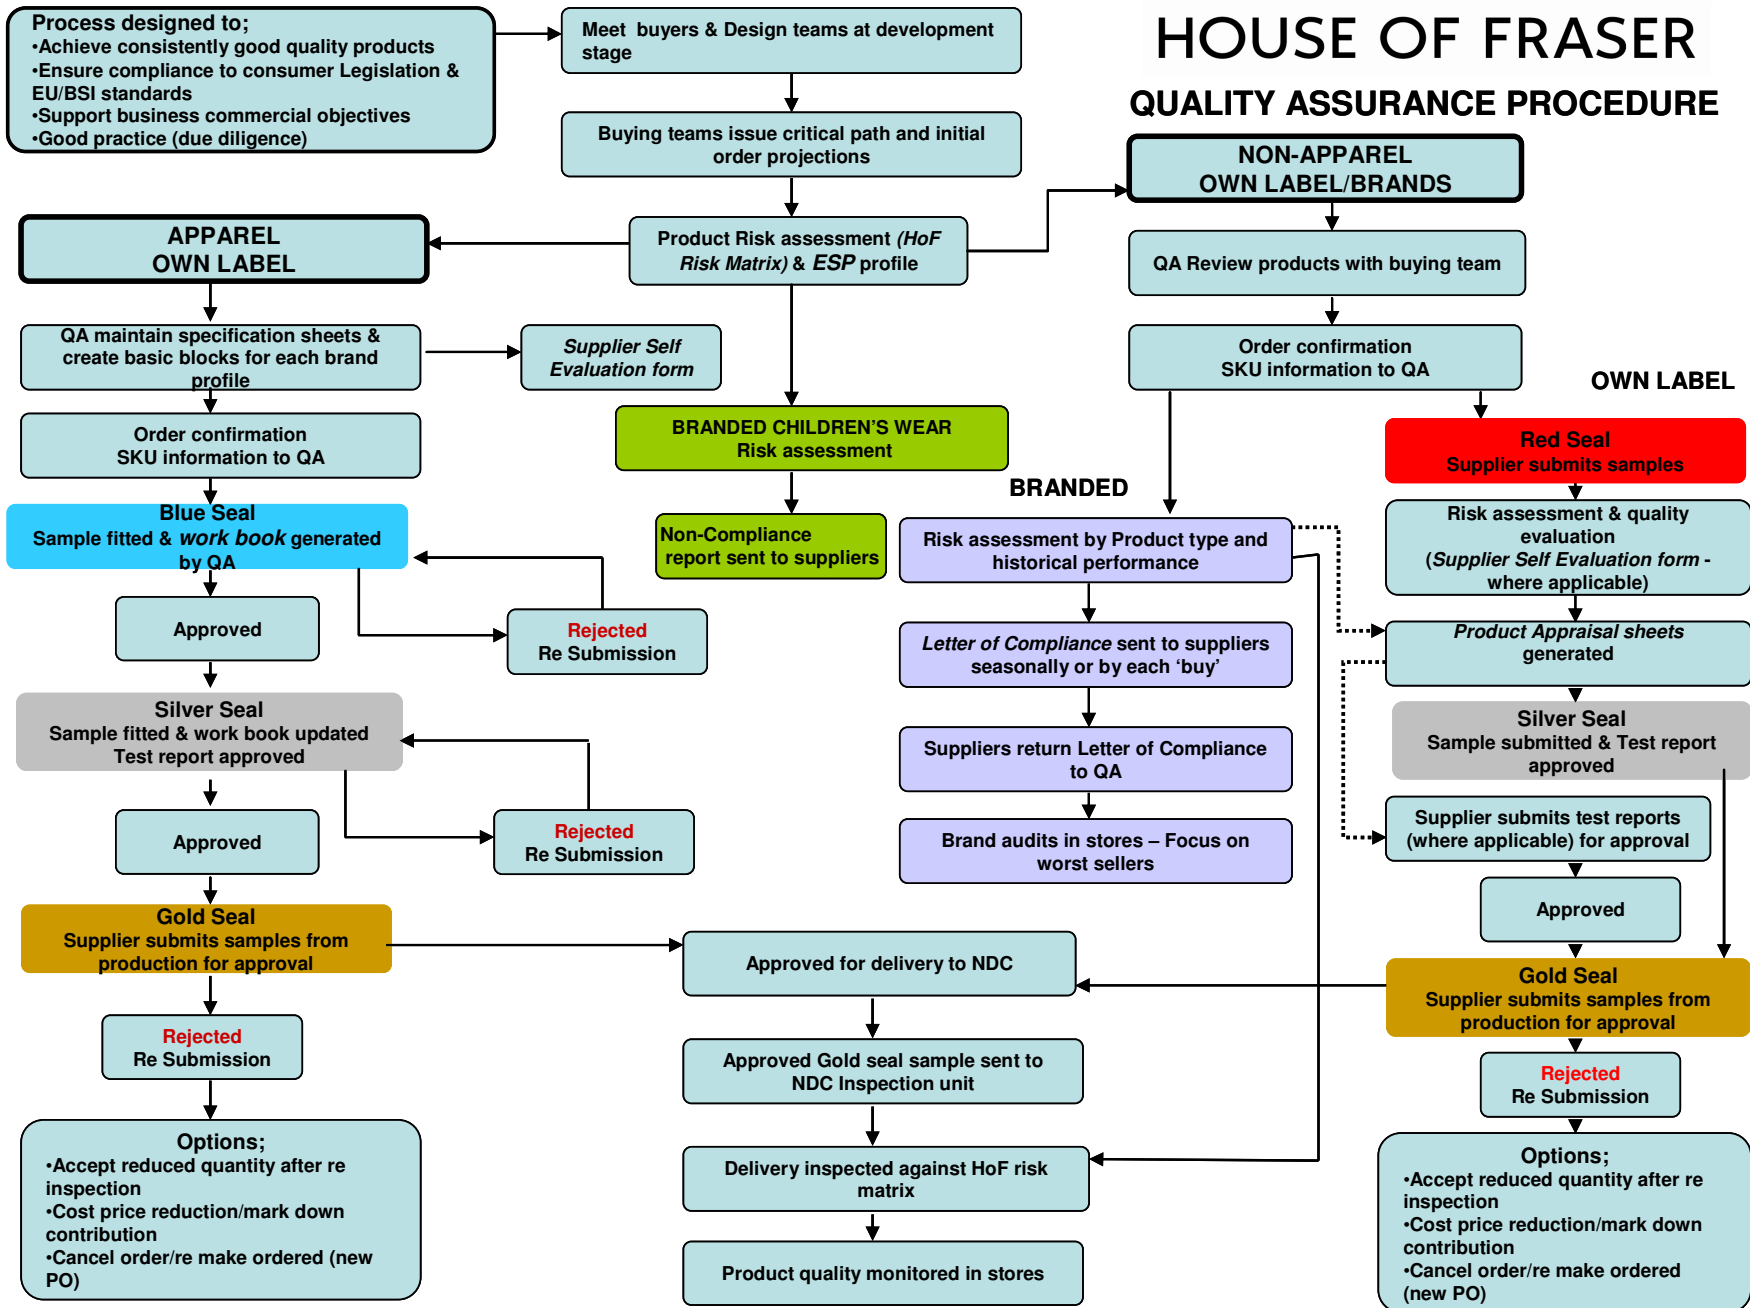 Process designed to;
•Achieve consistently good quality products
•Ensure compliance to consumer Legislation &
EU/BSI standards
•Support business commercial objectives
•Good practice (due diligence)
Meet buyers & Design teams at development
stage
HOUSE OF FRASER
QUALITY ASSURANCE PROCEDURE
Buying teams issue critical path and initial
order projections
NON-APPAREL
OWN LABEL/BRANDS
APPAREL
OWN LABEL
Product Risk assessment (HoF
Risk Matrix) & ESP profile
QA Review products with buying team
QA maintain specification sheets &
create basic blocks for each brand
profile
Supplier Self
Evaluation form
Order confirmation
SKU information to QA
OWN LABEL
Order confirmation
SKU information to QA
BRANDED CHILDREN'S WEAR
Risk assessment
Red Seal
Supplier submits samples
BRANDED
Blue Seal
Sample fitted & work book generated
by QA
Non-Compliance
report sent to suppliers
Risk assessment by Product type and
historical performance
Risk assessment & quality
evaluation
(Supplier Self Evaluation form -
where applicable)
Approved
Rejected
Re Submission
Letter of Compliance sent to suppliers
seasonally or by each ‘buy’
Product Appraisal sheets
generated
Silver Seal
Sample fitted & work book updated
Test report approved
Suppliers return Letter of Compliance
to QA
Silver Seal
Sample submitted & Test report
approved
Approved
Rejected
Re Submission
Brand audits in stores – Focus on
worst sellers
Supplier submits test reports
(where applicable) for approval
Approved
Gold Seal
Supplier submits samples from
production for approval
Approved for delivery to NDC
Gold Seal
Supplier submits samples from
production for approval
Rejected
Re Submission
Approved Gold seal sample sent to
NDC Inspection unit
Rejected
Re Submission
Options;
•Accept reduced quantity after re
inspection
•Cost price reduction/mark down
contribution
•Cancel order/re make ordered (new
PO)
Delivery inspected against HoF risk
matrix
Product quality monitored in stores
Options;
•Accept reduced quantity after re
inspection
•Cost price reduction/mark down
contribution
•Cancel order/re make ordered
(new PO)